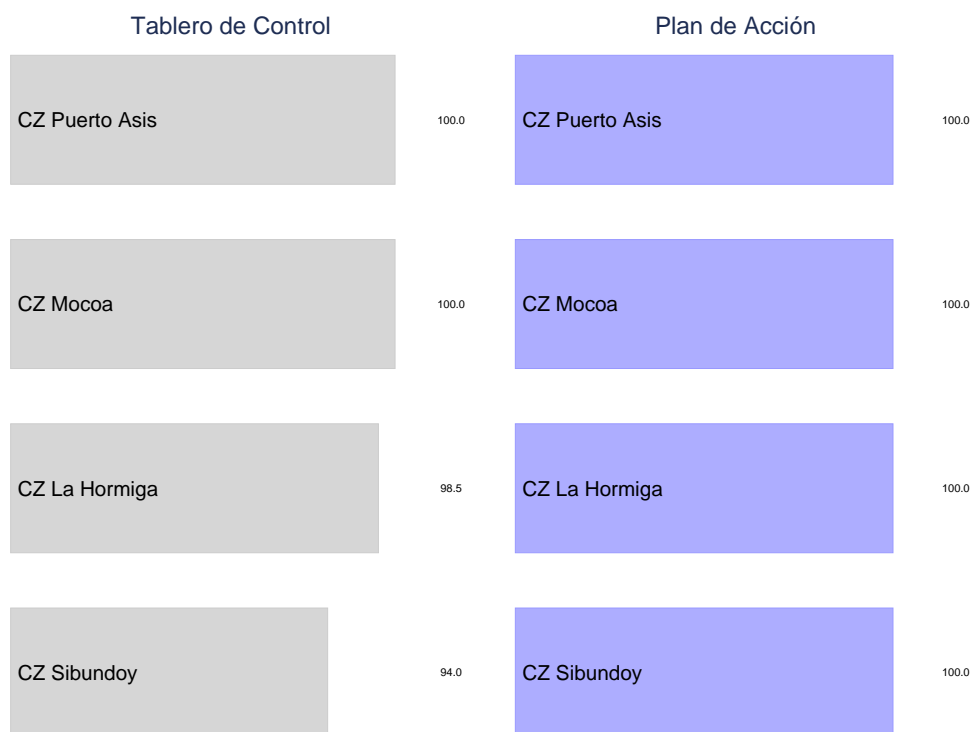 Tablero de Control
CZ Puerto Asis 100.0
CZ Mocoa 100.0
CZ La Hormiga 98.5
CZ Sibundoy 94.0
Plan de Acción
CZ Puerto Asis 100.0
CZ Mocoa 100.0
CZ La Hormiga 100.0
CZ Sibundoy 100.0